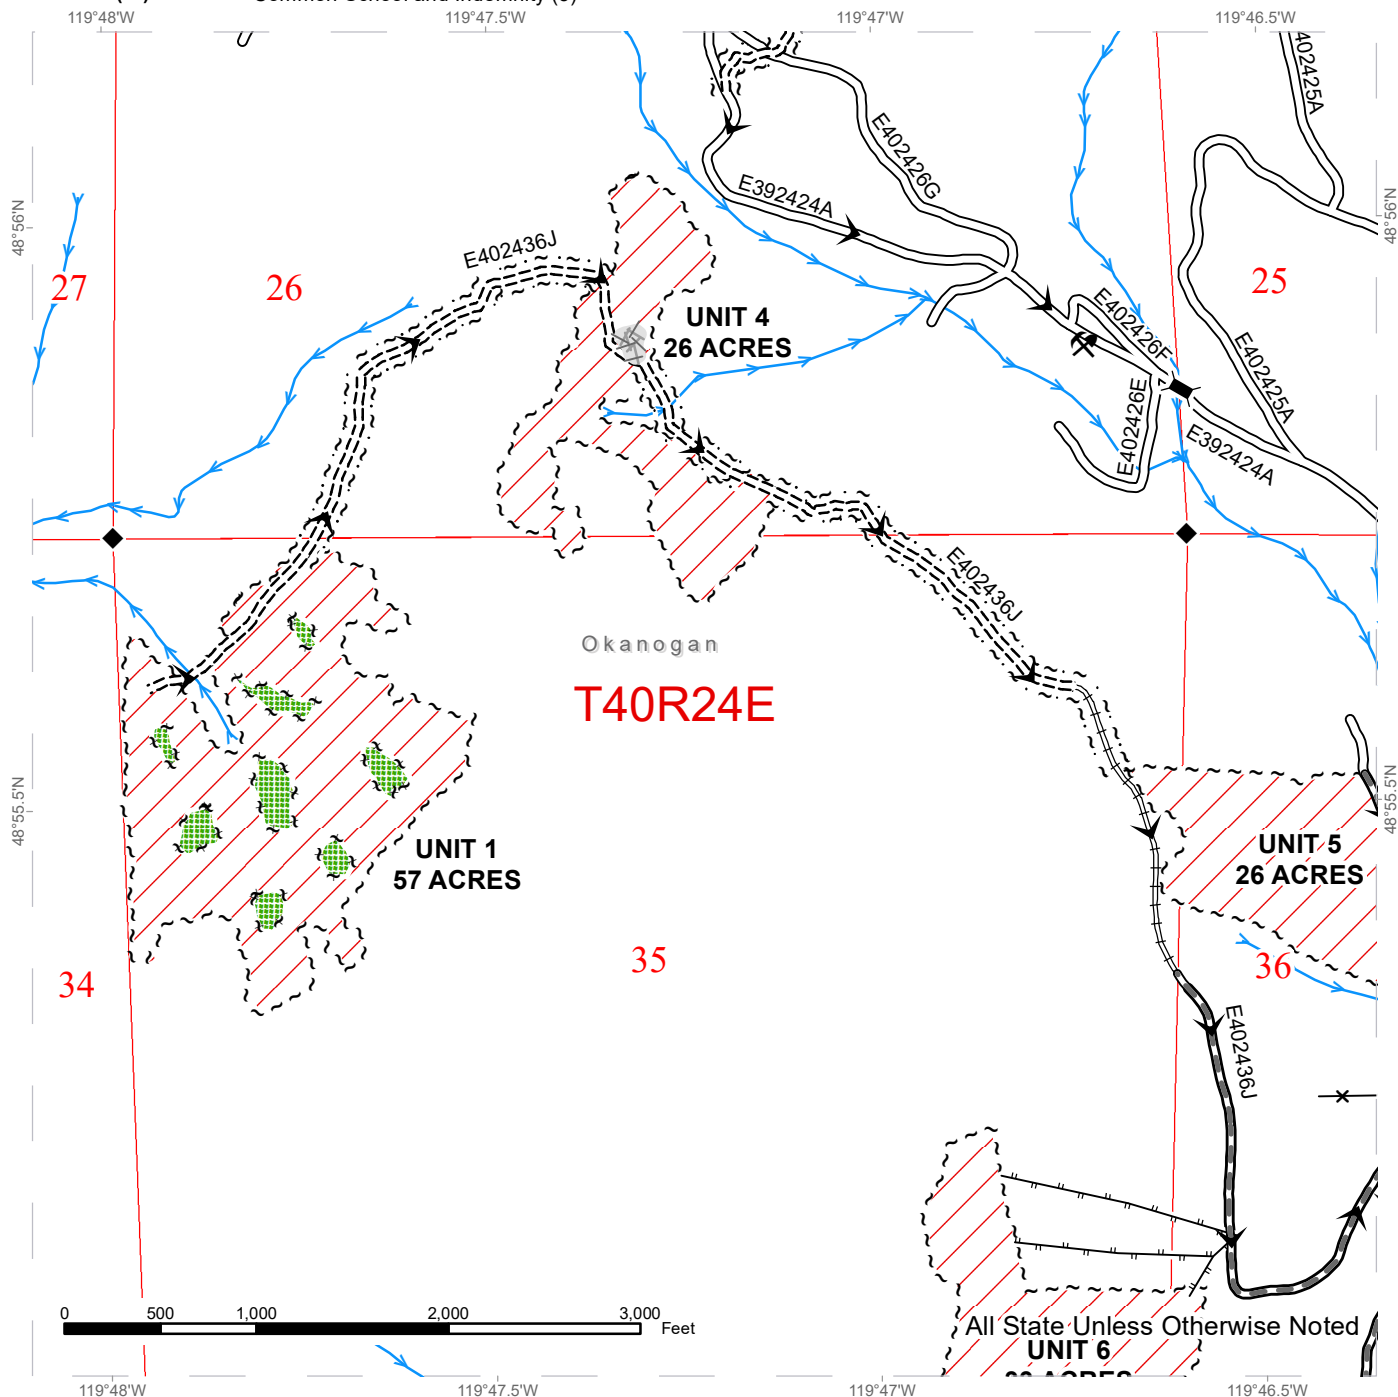 119°48'W
119°47.5'W
119°47'W
119°46.5'W
402425A
E402426G
E392424A
48°56'N
48°56'N
E402436J
27
26
25
UNIT 4
26 ACRES
E402426F
E402425A
E402426E
E392424A
E402436J
Okanogan
T40R24E
48°55.5'N
48°55.5'N
UNIT 1
57 ACRES
UNIT 5
26 ACRES
34
35
36
E402436J
0 500 1,000 2,000 3,000
Feet
All State Unless Otherwise Noted
UNIT 6
119°48'W
119°47.5'W
119°47'W
119°46.5'W